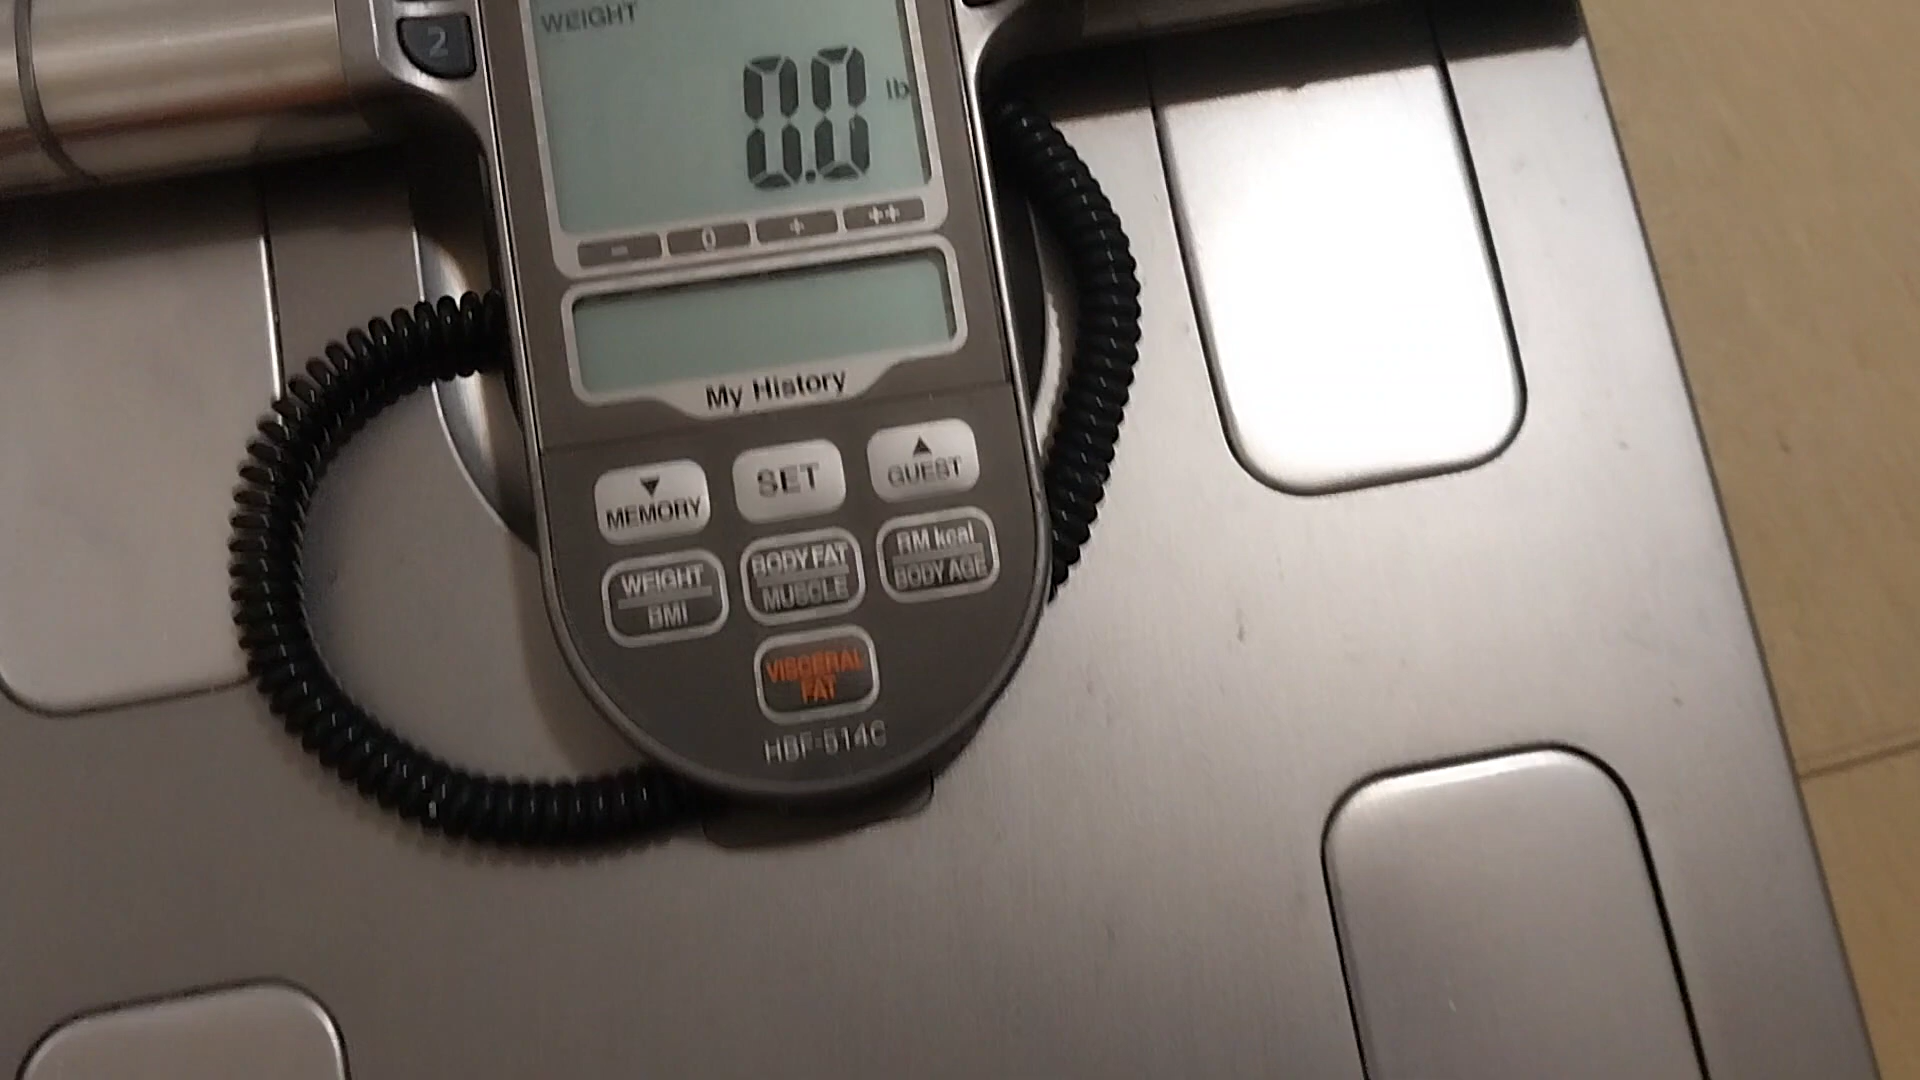 2
WEIGHT
0.0 lb
− 0 + ++
My History
▼ SET ▲
MEMORY GUEST
WEIGHT BODY FAT RM kcal
BMI MUSCLE BODY AGE
VISCERAL
FAT
HBF-514C